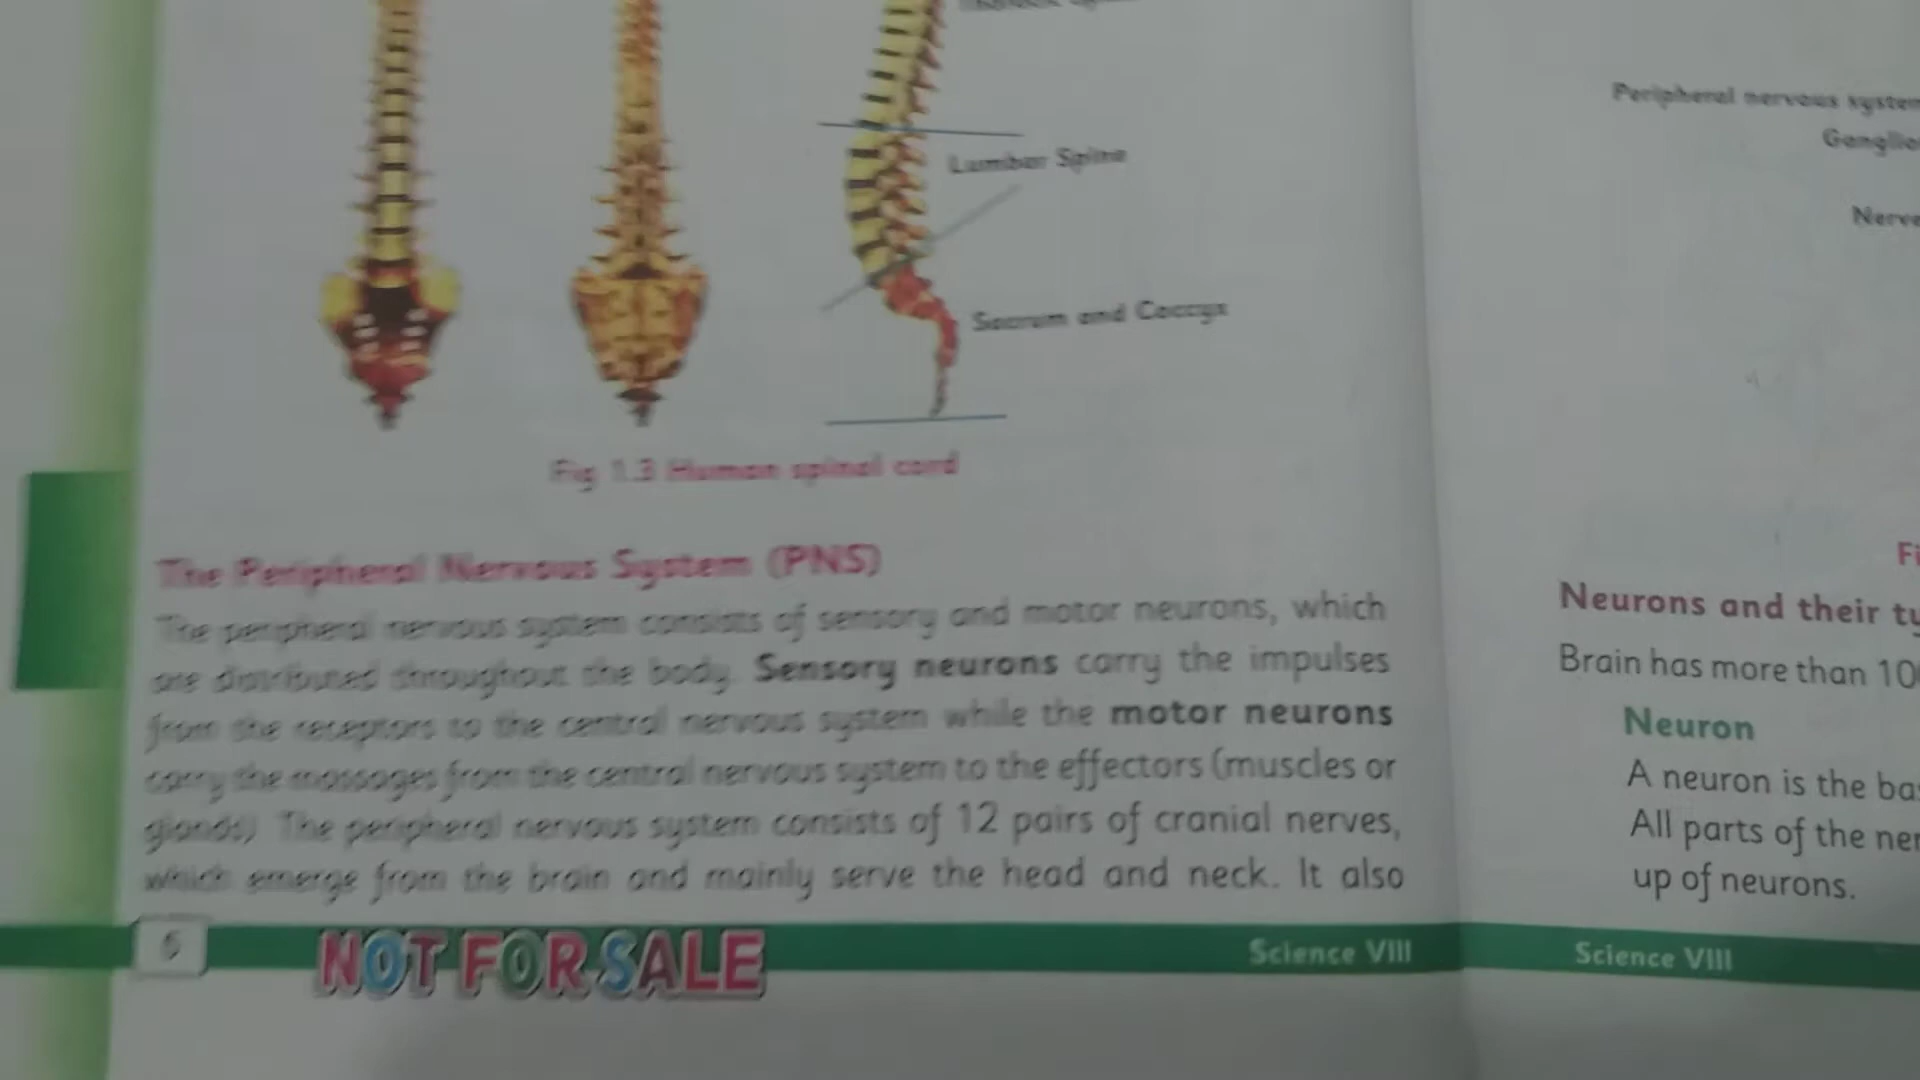 Lumbar Spine
Sacrum and Coccyx
Fig 1.3 Human spinal cord
The Peripheral Nervous System (PNS)
The peripheral nervous system consists of sensory and motor neurons, which
are distributed throughout the body. Sensory neurons carry the impulses
from the receptors to the central nervous system while the motor neurons
carry the massages from the central nervous system to the effectors (muscles or
glands). The peripheral nervous system consists of 12 pairs of cranial nerves,
which emerge from the brain and mainly serve the head and neck. It also
NOT FOR SALE
Science VIII
Peripheral nervous system
Neurons and their
Brain has more than
Neuron
A neuron is the
All parts of the
up of neurons.
Science VIII